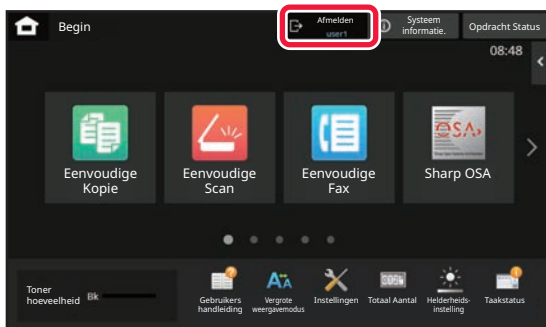 Begin
Afmelden
user1
Systeem
informatie.
Opdracht Status
08:48
Eenvoudige
Kopie
Eenvoudige
Scan
Eenvoudige
Fax
OSA
Sharp OSA
Toner
hoeveelheid
Bk
Gebruikers
handleiding
Vergrote
weergavemodus
Instellingen
Totaal Aantal
Helderheids-
instelling
Taakstatus